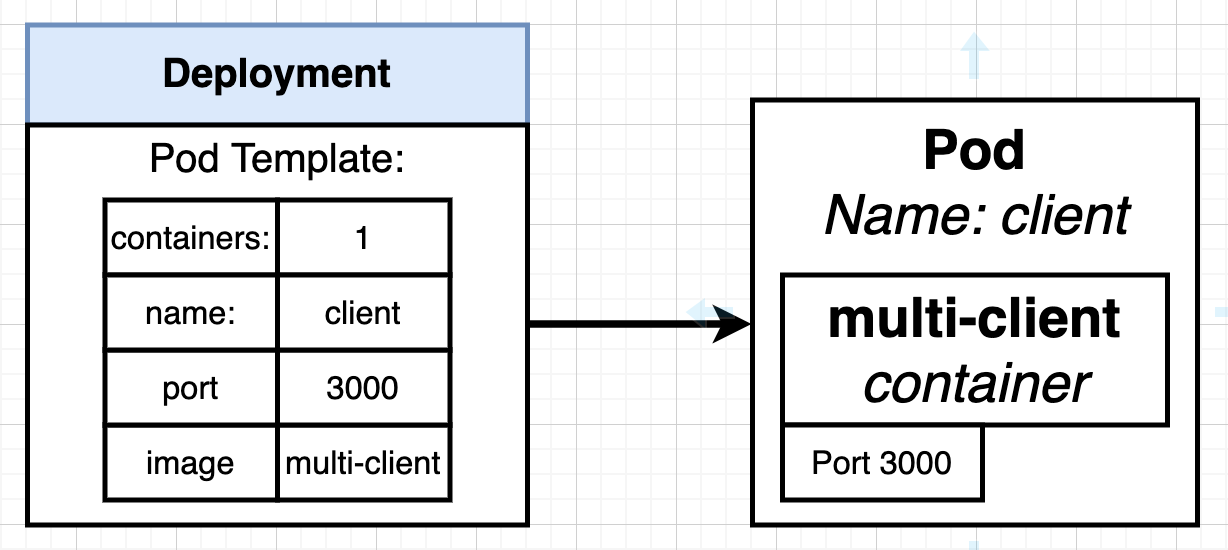 Deployment
Pod Template:
containers: 1
name: client
port 3000
image multi-client
Pod
Name: client
multi-client
container
Port 3000